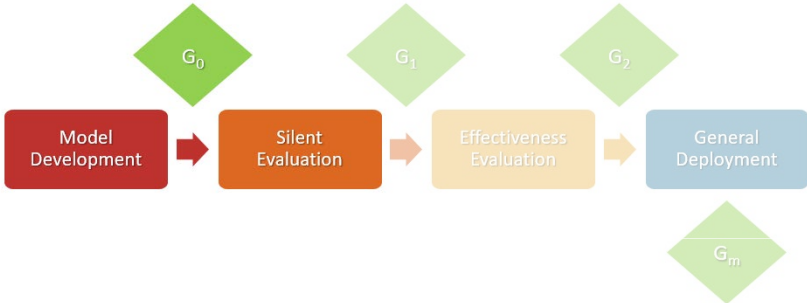 G₀
G₁
G₂
Model
Development
Silent
Evaluation
Effectiveness
Evaluation
General
Deployment
Gₘ